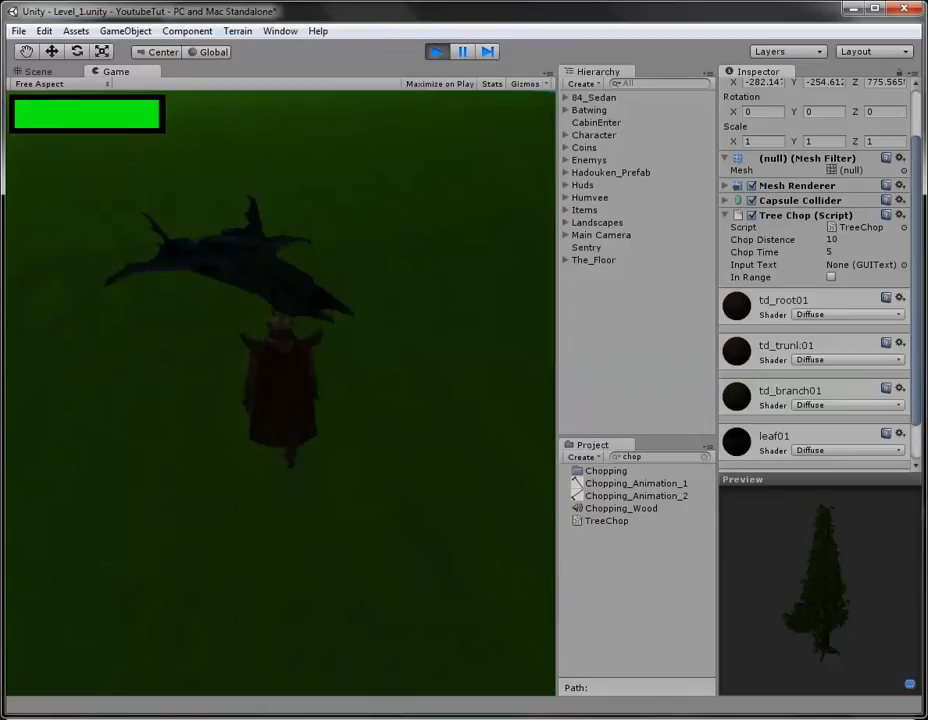 Unity - Level_1.unity - YoutubeTut - PC and Mac Standalone*
File Edit Assets GameObject Component Terrain Window Help
Center Global Layers Layout
Scene Game
Free Aspect Maximize on Play Stats Gizmos
Hierarchy
Create All
84_Sedan
Batwing
CabinEnter
Character
Coins
Enemys
Hadouken_Prefab
Huds
Humvee
Items
Landscapes
Main Camera
Sentry
The_Floor
Project
Create chop
Chopping
Chopping_Animation_1
Chopping_Animation_2
Chopping_Wood
TreeChop
Path:
Inspector
X -282.147 Y -254.612 Z 775.565
Rotation
X 0 Y 0 Z 0
Scale
X 1 Y 1 Z 1
(null) (Mesh Filter)
Mesh (null)
Mesh Renderer
Capsule Collider
Tree Chop (Script)
Script TreeChop
Chop Distance 10
Chop Time 5
Input Text None (GUIText)
In Range
td_root01
Shader Diffuse
td_trunk01
Shader Diffuse
td_branch01
Shader Diffuse
leaf01
Shader Diffuse
Preview